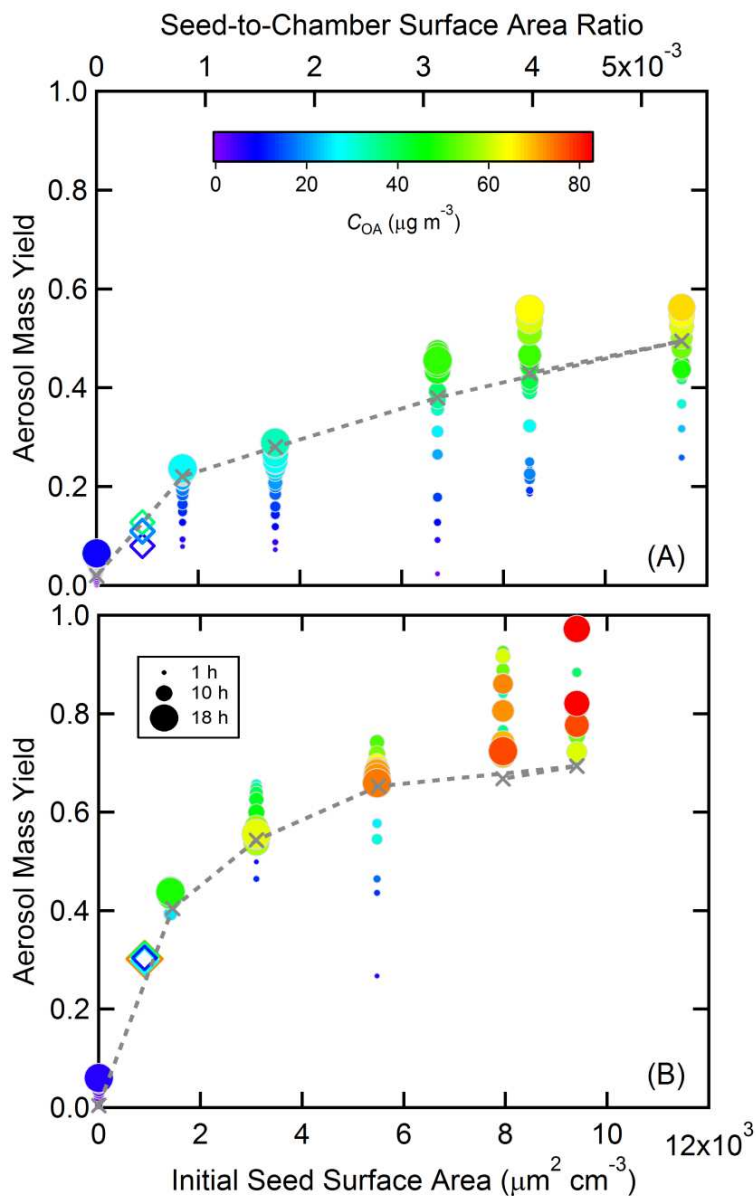 Seed-to-Chamber Surface Area Ratio
0 1 2 3 4 5x10⁻³
1.0
0 20 40 60 80
C_OA (μg m⁻³)
0.8
0.6
0.4
0.2
0.0
Aerosol Mass Yield
(A)
1.0
1 h
10 h
18 h
0.8
0.6
0.4
0.2
0.0
Aerosol Mass Yield
(B)
0 2 4 6 8 10 12x10³
Initial Seed Surface Area (μm² cm⁻³)